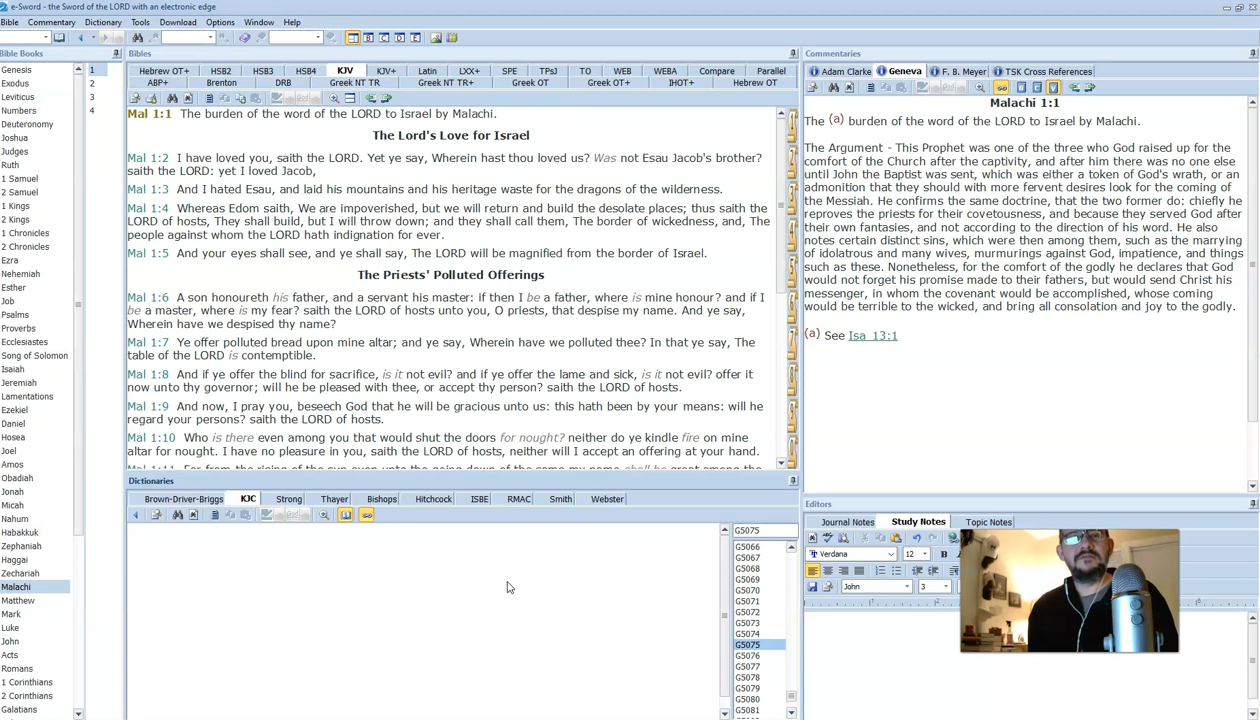 e-Sword - the Sword of the LORD with an electronic edge
Bible Commentary Dictionary Tools Download Options Window Help
Bible Books
Genesis
Exodus
Leviticus
Numbers
Deuteronomy
Joshua
Judges
Ruth
1 Samuel
2 Samuel
1 Kings
2 Kings
1 Chronicles
2 Chronicles
Ezra
Nehemiah
Esther
Job
Psalms
Proverbs
Ecclesiastes
Song of Solomon
Isaiah
Jeremiah
Lamentations
Ezekiel
Daniel
Hosea
Joel
Amos
Obadiah
Jonah
Micah
Nahum
Habakkuk
Zephaniah
Haggai
Zechariah
Malachi
Matthew
Mark
Luke
John
Acts
Romans
1 Corinthians
2 Corinthians
Galatians
1
2
3
4
Bibles
Hebrew OT+ HSB2 HSB3 HSB4 KJV KJV+ Latin LXX+ SPE TPsJ TO WEB WEBA Compare Parallel
ABP+ Brenton DRB Greek NT TR Greek NT TR+ Greek OT Greek OT+ IHOT+ Hebrew OT
Mal 1:1 The burden of the word of the LORD to Israel by Malachi.
The Lord's Love for Israel
Mal 1:2 I have loved you, saith the LORD. Yet ye say, Wherein hast thou loved us? Was not Esau Jacob's brother?
saith the LORD: yet I loved Jacob,
Mal 1:3 And I hated Esau, and laid his mountains and his heritage waste for the dragons of the wilderness.
Mal 1:4 Whereas Edom saith, We are impoverished, but we will return and build the desolate places; thus saith the
LORD of hosts, They shall build, but I will throw down; and they shall call them, The border of wickedness, and, The
people against whom the LORD hath indignation for ever.
Mal 1:5 And your eyes shall see, and ye shall say, The LORD will be magnified from the border of Israel.
The Priests' Polluted Offerings
Mal 1:6 A son honoureth his father, and a servant his master: if then I be a father, where is mine honour? and if I
be a master, where is my fear? saith the LORD of hosts unto you, O priests, that despise my name. And ye say,
Wherein have we despised thy name?
Mal 1:7 Ye offer polluted bread upon mine altar; and ye say, Wherein have we polluted thee? In that ye say, The
table of the LORD is contemptible.
Mal 1:8 And if ye offer the blind for sacrifice, is it not evil? and if ye offer the lame and sick, is it not evil? offer it
now unto thy governor; will he be pleased with thee, or accept thy person? saith the LORD of hosts.
Mal 1:9 And now, I pray you, beseech God that he will be gracious unto us: this hath been by your means: will he
regard your persons? saith the LORD of hosts.
Mal 1:10 Who is there even among you that would shut the doors for nought? neither do ye kindle fire on mine
altar for nought. I have no pleasure in you, saith the LORD of hosts, neither will I accept an offering at your hand.
Mal 1:11 For from the rising of the sun even unto the going down of the same my name shall be great among the
Dictionaries
Brown-Driver-Briggs KJC Strong Thayer Bishops Hitchcock ISBE RMAC Smith Webster
G5075
G5066
G5067
G5068
G5069
G5070
G5071
G5072
G5073
G5074
G5075
G5076
G5077
G5078
G5079
G5080
G5081
Commentaries
Adam Clarke Geneva F. B. Meyer TSK Cross References
Malachi 1:1
The (a) burden of the word of the LORD to Israel by Malachi.
The Argument - This Prophet was one of the three who God raised up for the
comfort of the Church after the captivity, and after him there was no one else
until John the Baptist was sent, which was either a token of God's wrath, or an
admonition that they should with more fervent desires look for the coming of
the Messiah. He confirms the same doctrine, that the two former do: chiefly he
reproves the priests for their covetousness, and because they served God after
their own fantasies, and not according to the direction of his word. He also
notes certain distinct sins, which were then among them, such as the marrying
of idolatrous and many wives, murmurings against God, impatience, and things
such as these. Nonetheless, for the comfort of the godly he declares that God
would not forget his promise made to their fathers, but would send Christ his
messenger, in whom the covenant would be accomplished, whose coming
would be terrible to the wicked, and bring all consolation and joy to the godly.
(a) See Isa 13:1
Editors
Journal Notes Study Notes Topic Notes
Verdana 12 B
John 3